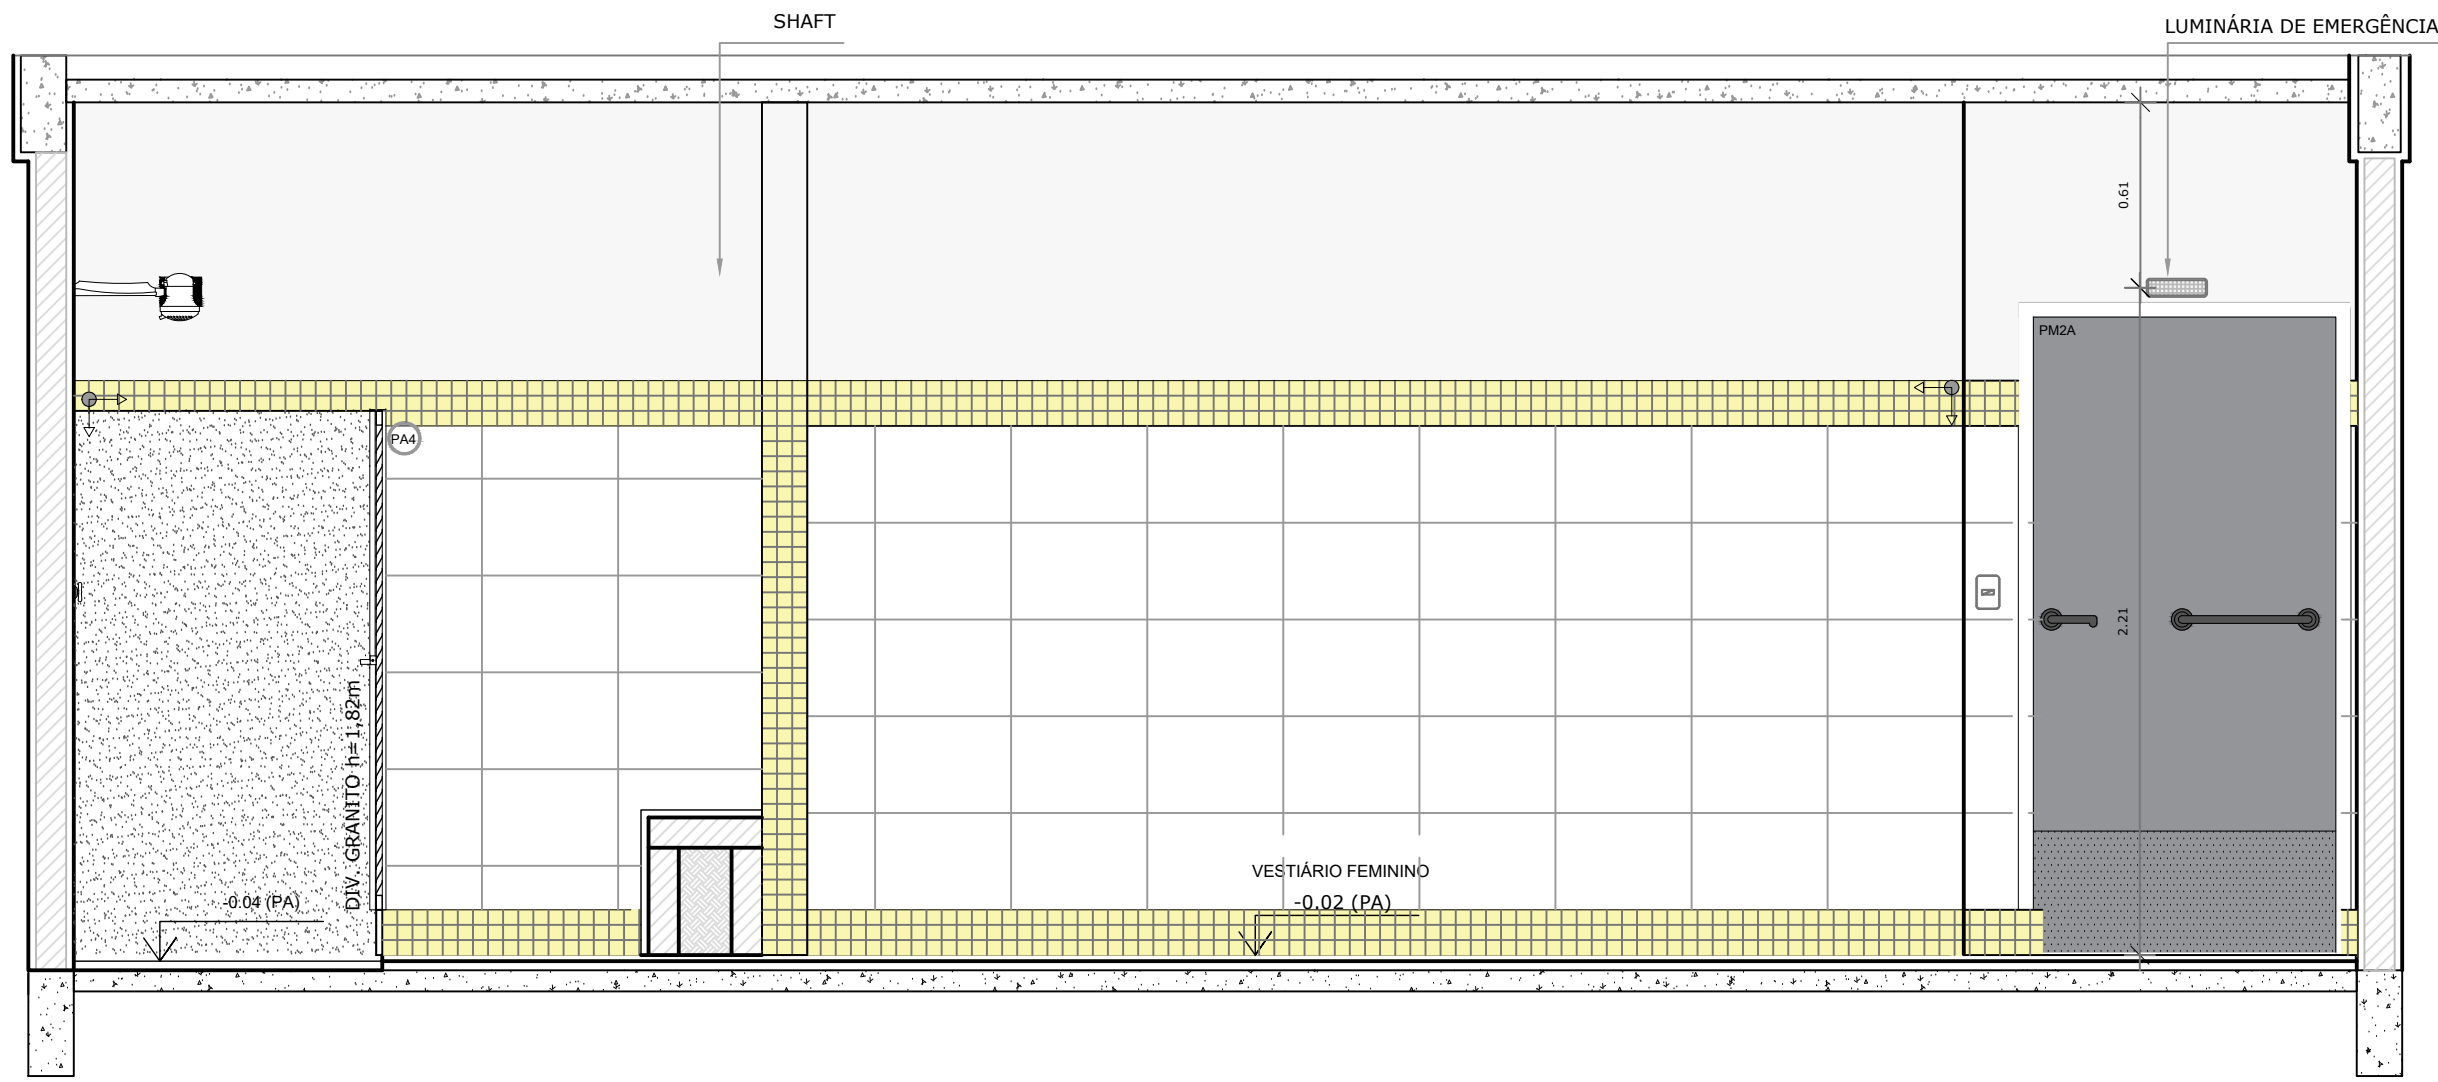 SHAFT
LUMINÁRIA DE EMERGÊNCIA
0.61
PM2A
PA4
2.21
DIV. GRANITO h= 1,82m
VESTIÁRIO FEMININO
-0.04 (PA)
-0.02 (PA)